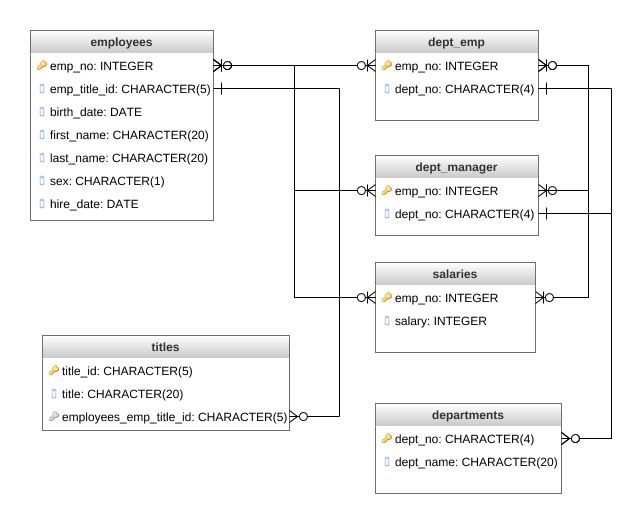 employees
emp_no: INTEGER
emp_title_id: CHARACTER(5)
birth_date: DATE
first_name: CHARACTER(20)
last_name: CHARACTER(20)
sex: CHARACTER(1)
hire_date: DATE
dept_emp
emp_no: INTEGER
dept_no: CHARACTER(4)
dept_manager
emp_no: INTEGER
dept_no: CHARACTER(4)
salaries
emp_no: INTEGER
salary: INTEGER
titles
title_id: CHARACTER(5)
title: CHARACTER(20)
employees_emp_title_id: CHARACTER(5)
departments
dept_no: CHARACTER(4)
dept_name: CHARACTER(20)